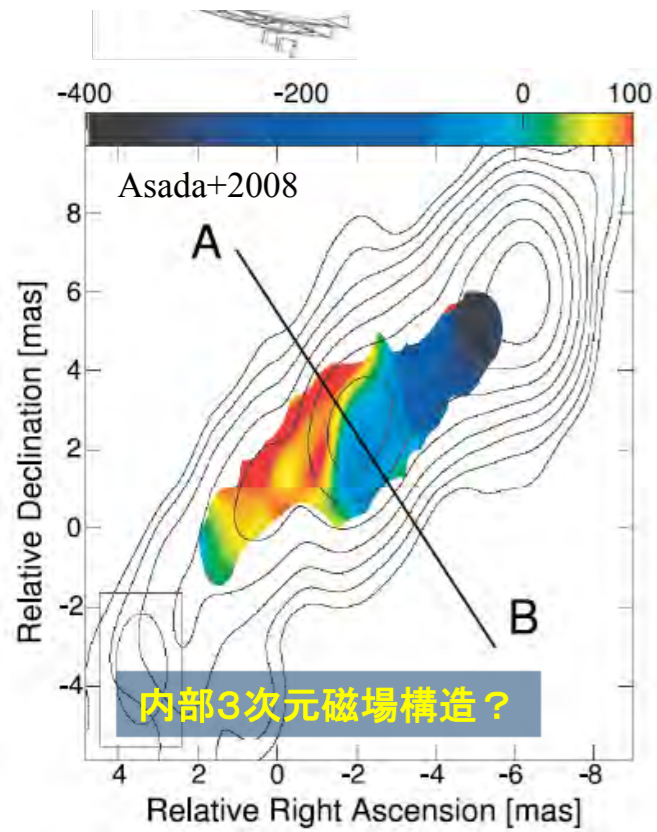 -400 -200 0 100
Asada+2008
A
8
6
4
2
0
-2
-4
Relative Declination [mas]
B
内部3次元磁場構造？
4 2 0 -2 -4 -6 -8
Relative Right Ascension [mas]